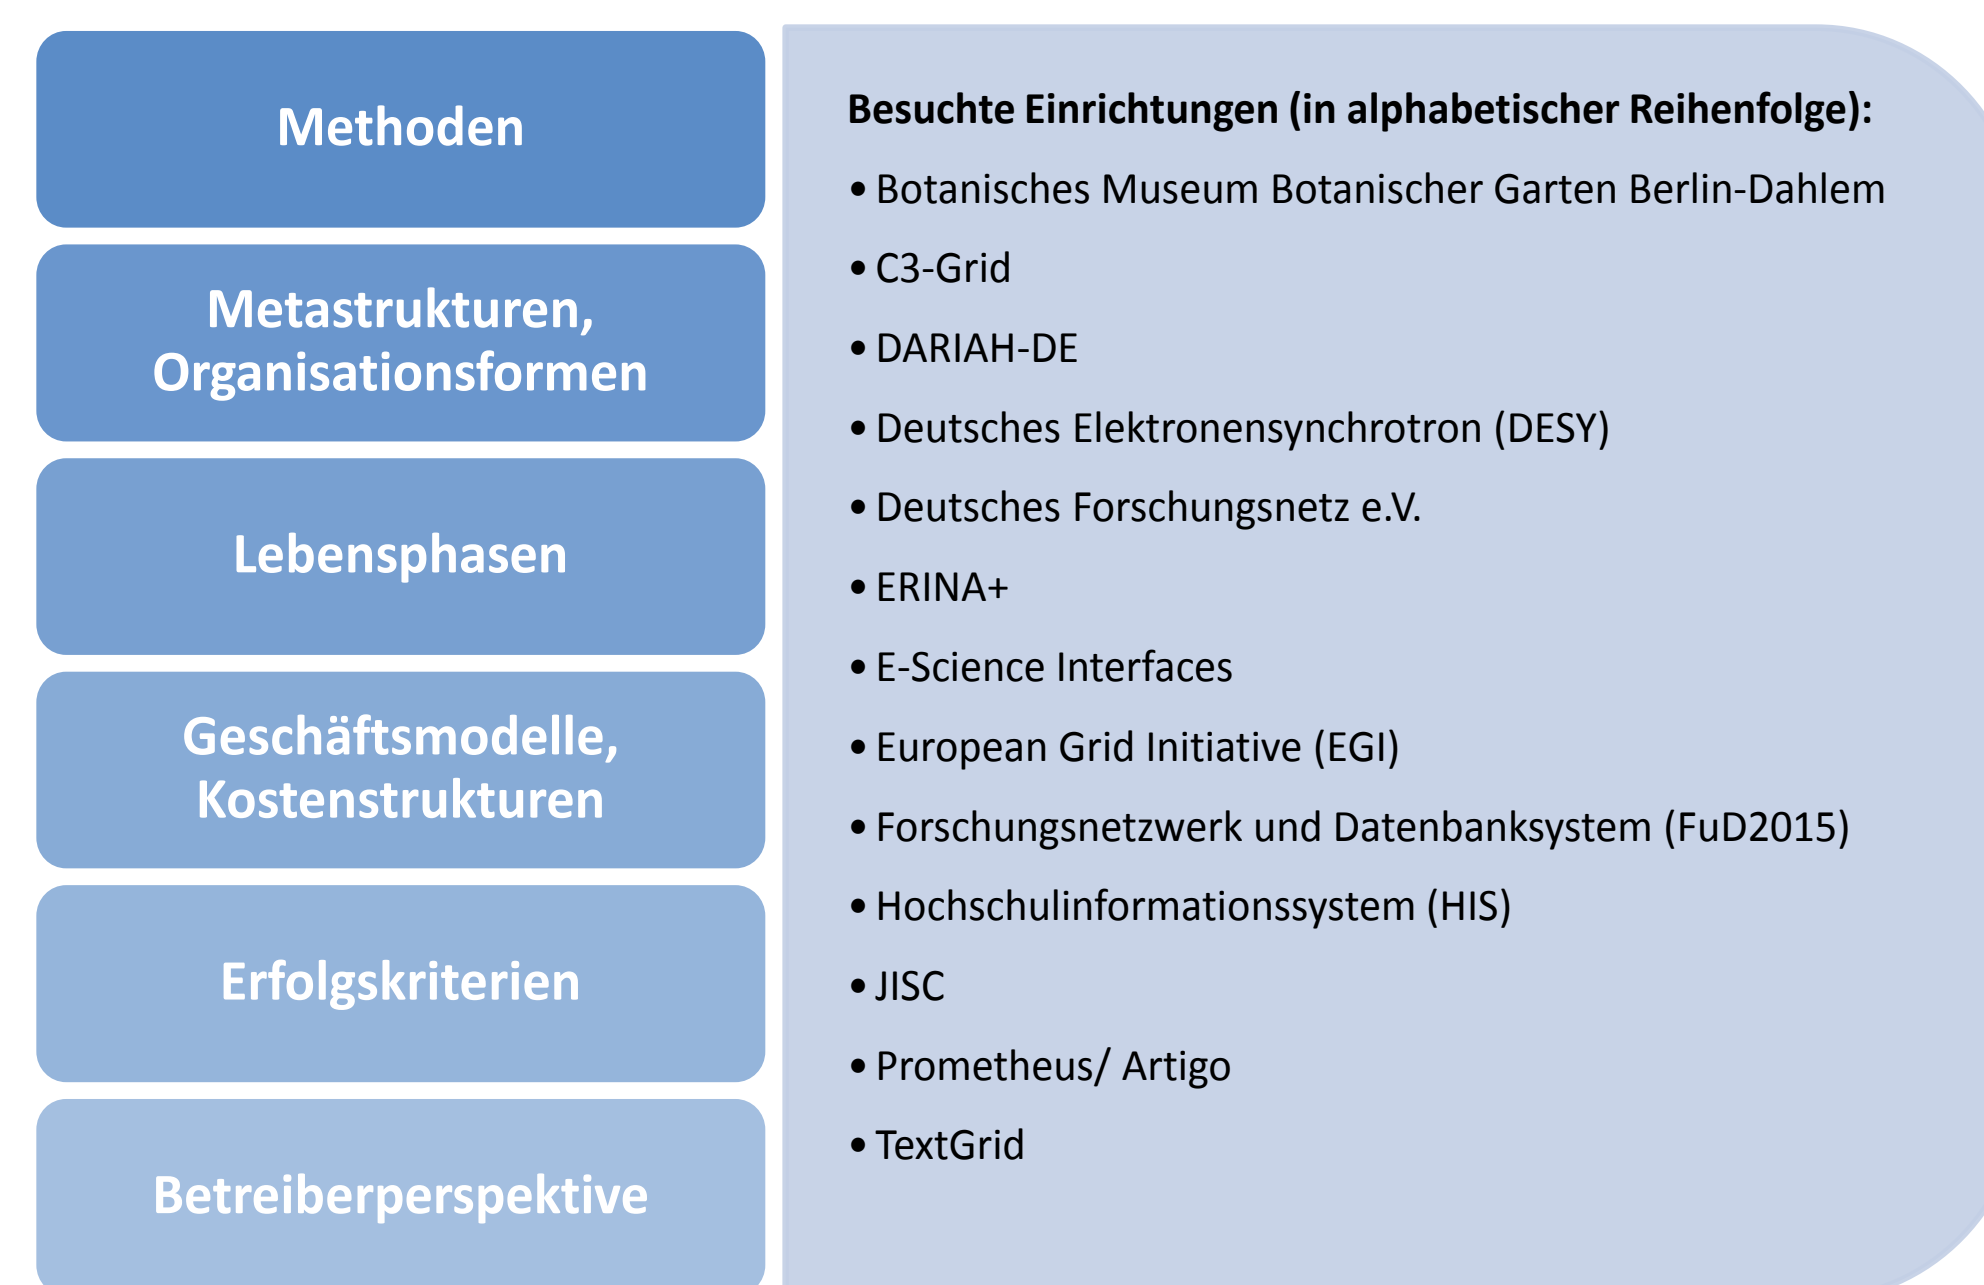 Methoden
Metastrukturen,
Organisationsformen
Lebensphasen
Geschäftsmodelle,
Kostenstrukturen
Erfolgskriterien
Betreiberperspektive
Besuchte Einrichtungen (in alphabetischer Reihenfolge):
• Botanisches Museum Botanischer Garten Berlin-Dahlem
• C3-Grid
• DARIAH-DE
• Deutsches Elektronensynchrotron (DESY)
• Deutsches Forschungsnetz e.V.
• ERINA+
• E-Science Interfaces
• European Grid Initiative (EGI)
• Forschungsnetzwerk und Datenbanksystem (FuD2015)
• Hochschulinformationssystem (HIS)
• JISC
• Prometheus/ Artigo
• TextGrid